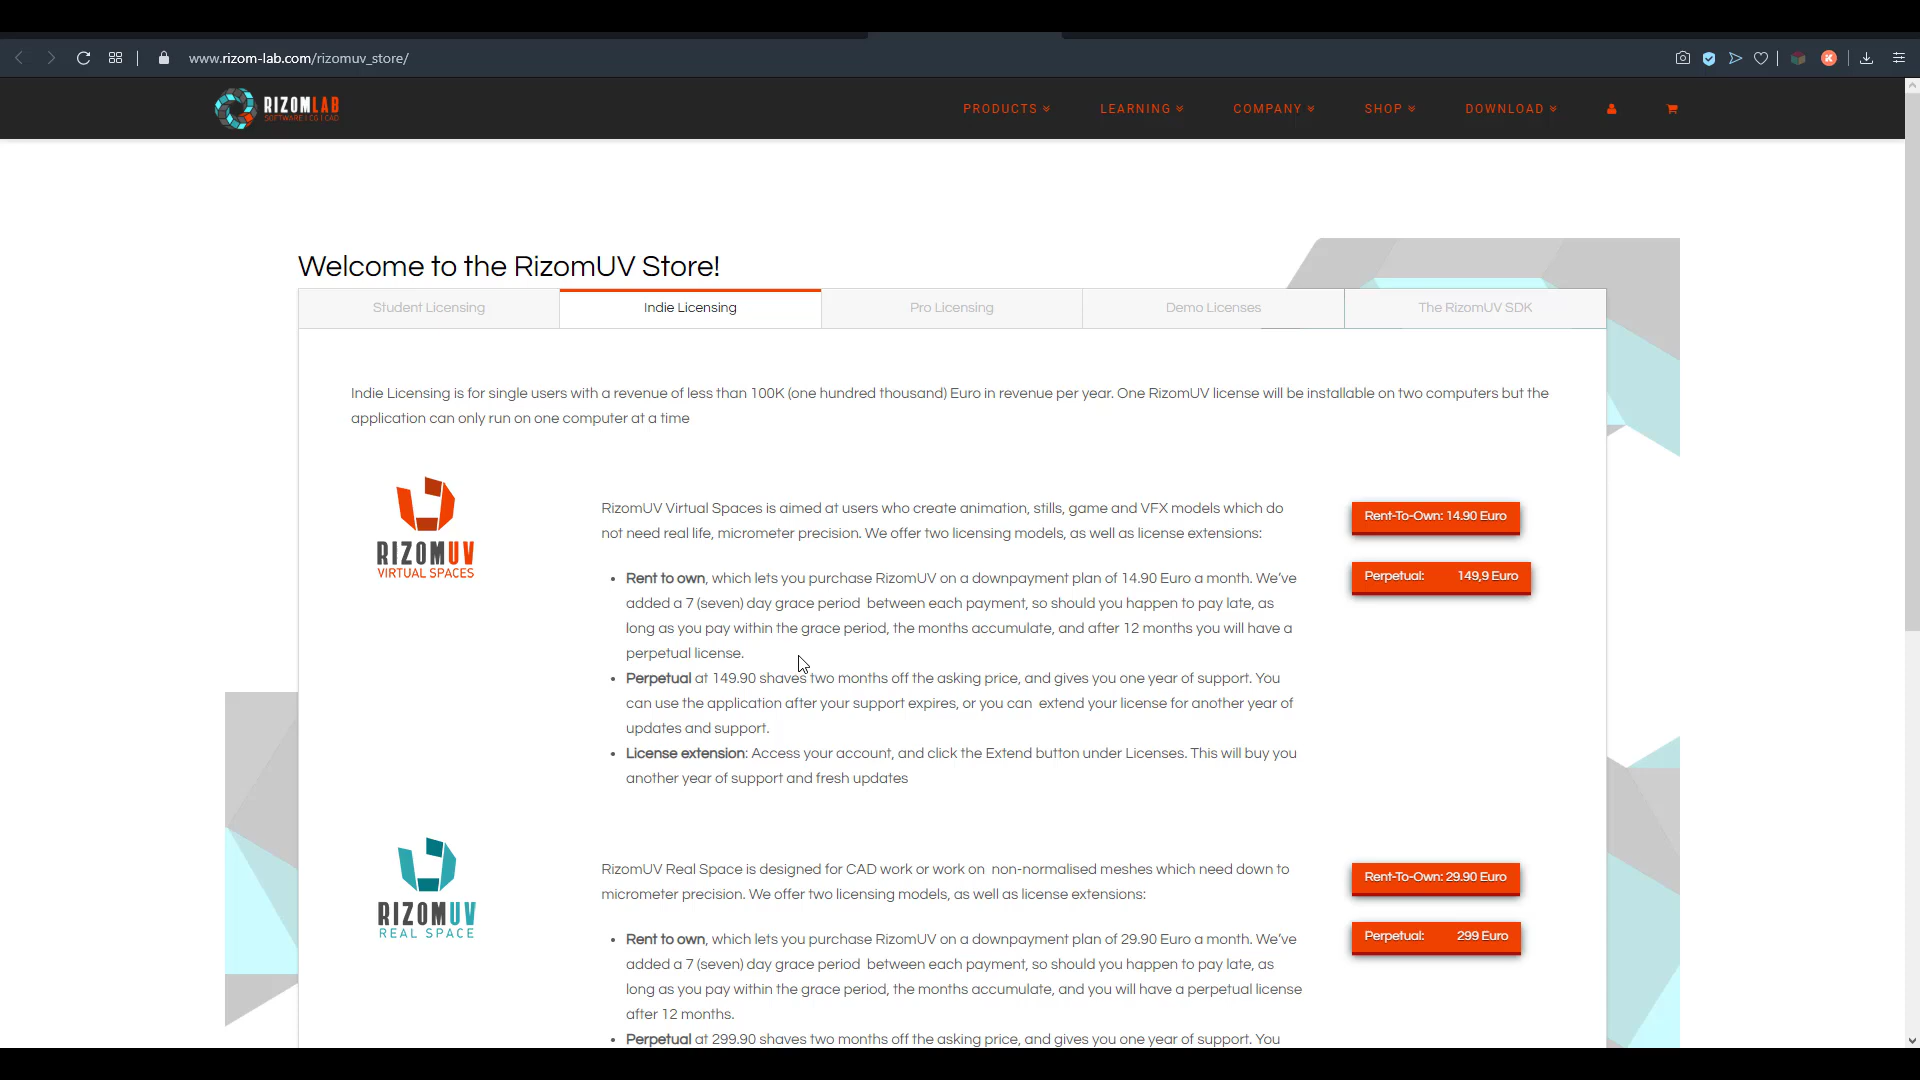 www.rizom-lab.com/rizomuv_store/
RIZOMLAB
SOFTWARE | CG | CAD
PRODUCTS
LEARNING
COMPANY
SHOP
DOWNLOAD
Welcome to the RizomUV Store!
Student Licensing
Indie Licensing
Pro Licensing
Demo Licenses
The RizomUV SDK
Indie Licensing is for single users with a revenue of less than 100K (one hundred thousand) Euro in revenue per year. One RizomUV license will be installable on two computers but the
application can only run on one computer at a time
RIZOMUV
VIRTUAL SPACES
RizomUV Virtual Spaces is aimed at users who create animation, stills, game and VFX models which do
not need real life, micrometer precision. We offer two licensing models, as well as license extensions:
• Rent to own, which lets you purchase RizomUV on a downpayment plan of 14.90 Euro a month. We've
added a 7 (seven) day grace period between each payment, so should you happen to pay late, as
long as you pay within the grace period, the months accumulate, and after 12 months you will have a
perpetual license.
• Perpetual at 149.90 shaves two months off the asking price, and gives you one year of support. You
can use the application after your support expires, or you can extend your license for another year of
updates and support.
• License extension: Access your account, and click the Extend button under Licenses. This will buy you
another year of support and fresh updates
Rent-To-Own: 14.90 Euro
Perpetual: 149,9 Euro
RIZOMUV
REAL SPACE
RizomUV Real Space is designed for CAD work or work on non-normalised meshes which need down to
micrometer precision. We offer two licensing models, as well as license extensions:
• Rent to own, which lets you purchase RizomUV on a downpayment plan of 29.90 Euro a month. We've
added a 7 (seven) day grace period between each payment, so should you happen to pay late, as
long as you pay within the grace period, the months accumulate, and you will have a perpetual license
after 12 months.
• Perpetual at 299.90 shaves two months off the asking price, and gives you one year of support. You
Rent-To-Own: 29.90 Euro
Perpetual: 299 Euro